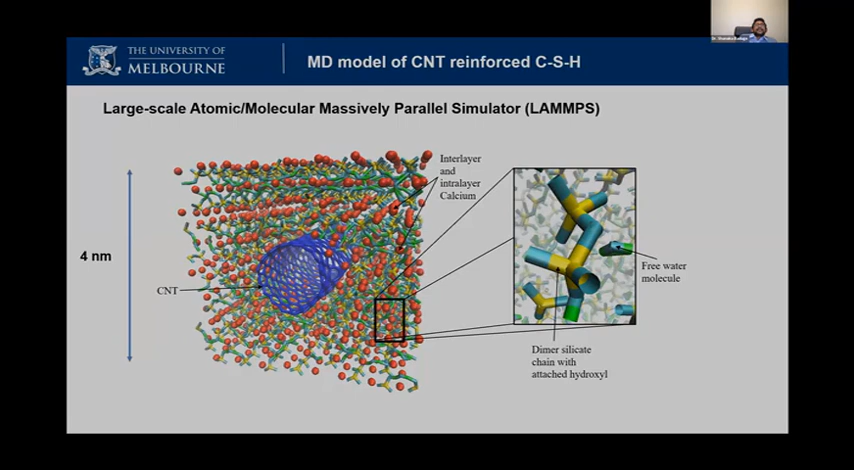 THE UNIVERSITY OF
MELBOURNE
MD model of CNT reinforced C-S-H
Large-scale Atomic/Molecular Massively Parallel Simulator (LAMMPS)
Interlayer
and
intralayer
Calcium
4 nm
CNT
Free water
molecule
Dimer silicate
chain with
attached hydroxyl